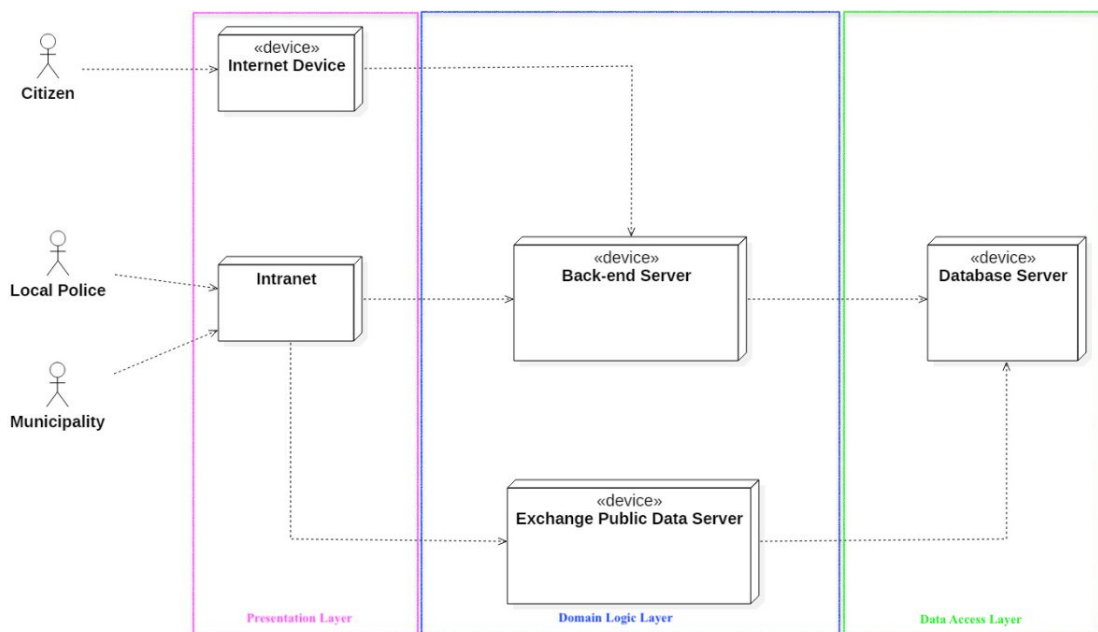 «device»
Internet Device
Citizen
Local Police
Intranet
«device»
Back-end Server
«device»
Database Server
Municipality
«device»
Exchange Public Data Server
Presentation Layer
Domain Logic Layer
Data Access Layer